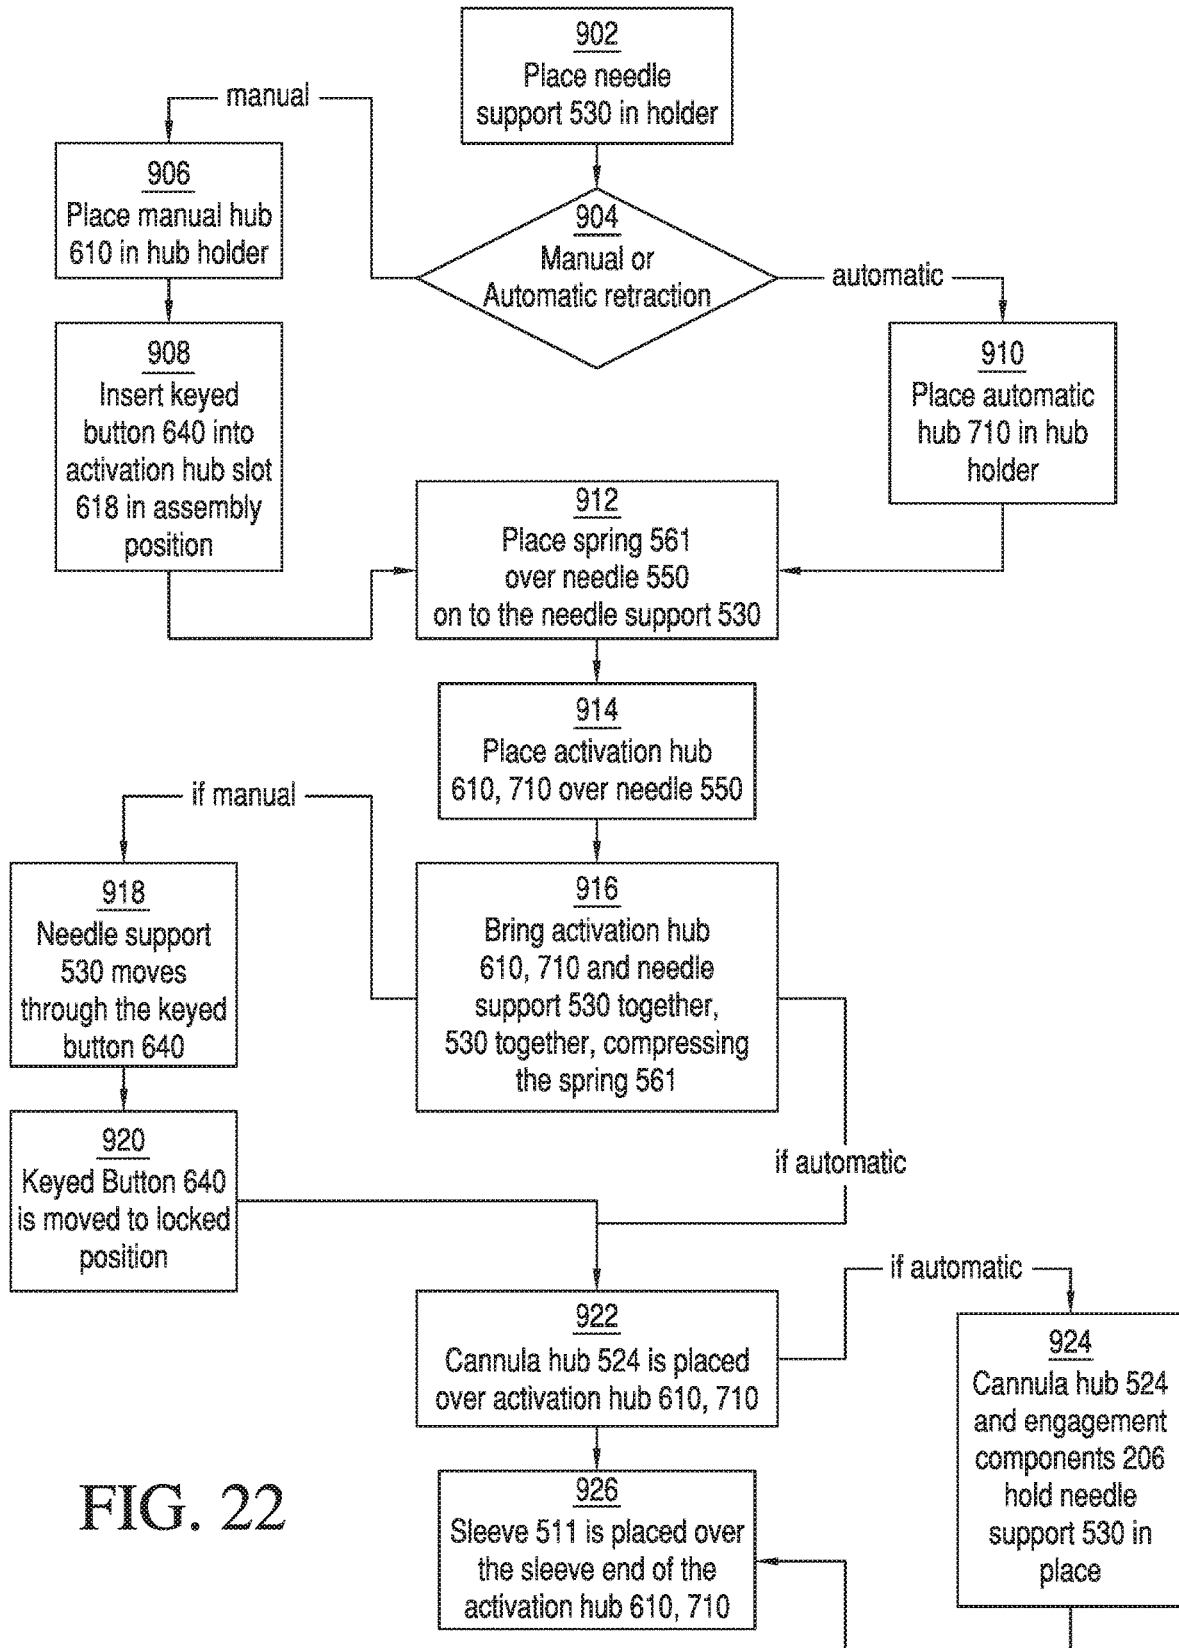 902
Place needle
support 530 in holder
manual
906
Place manual hub
610 in hub holder
904
Manual or
Automatic retraction
automatic
908
Insert keyed
button 640 into
activation hub slot
618 in assembly
position
910
Place automatic
hub 710 in hub
holder
912
Place spring 561
over needle 550
on to the needle support 530
914
Place activation hub
610, 710 over needle 550
if manual
918
Needle support
530 moves
through the keyed
button 640
916
Bring activation hub
610, 710 and needle
support 530 together,
530 together, compressing
the spring 561
920
Keyed Button 640
is moved to locked
position
if automatic
922
Cannula hub 524 is placed
over activation hub 610, 710
if automatic
924
Cannula hub 524
and engagement
components 206
hold needle
support 530 in
place
926
Sleeve 511 is placed over
the sleeve end of the
activation hub 610, 710
FIG. 22